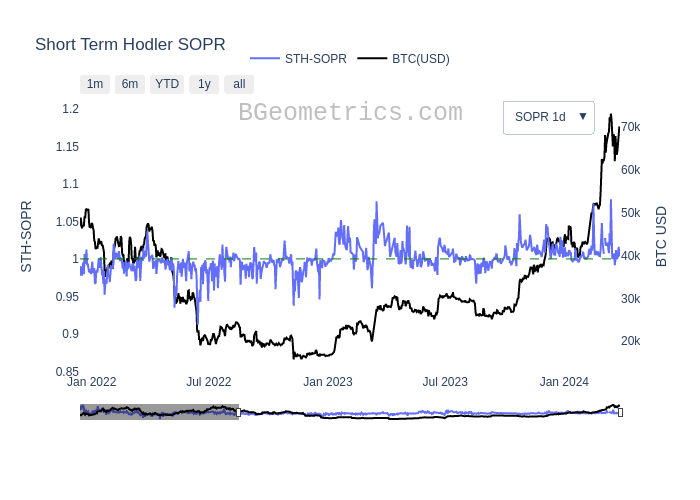 Short Term Hodler SOPR
STH-SOPR BTC(USD)
1m 6m YTD 1y all
BGeometrics.com
SOPR 1d ▼
1.2
1.15
1.1
1.05
1
0.95
0.9
0.85
STH-SOPR
70k
60k
50k
40k
30k
20k
BTC USD
Jan 2022 Jul 2022 Jan 2023 Jul 2023 Jan 2024